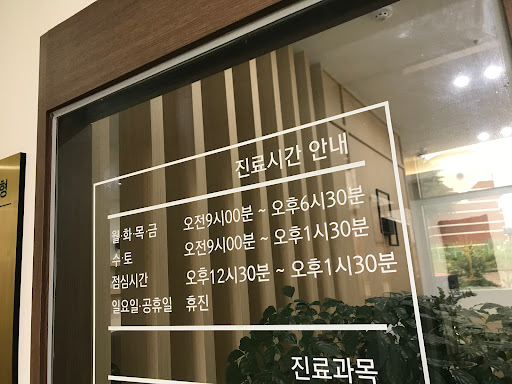 진료시간 안내
월·화·목·금 오전9시00분 ~ 오후6시30분
수·토 오전9시00분 ~ 오후1시30분
점심시간 오후12시30분 ~ 오후1시30분
일요일·공휴일 휴진
진료과목